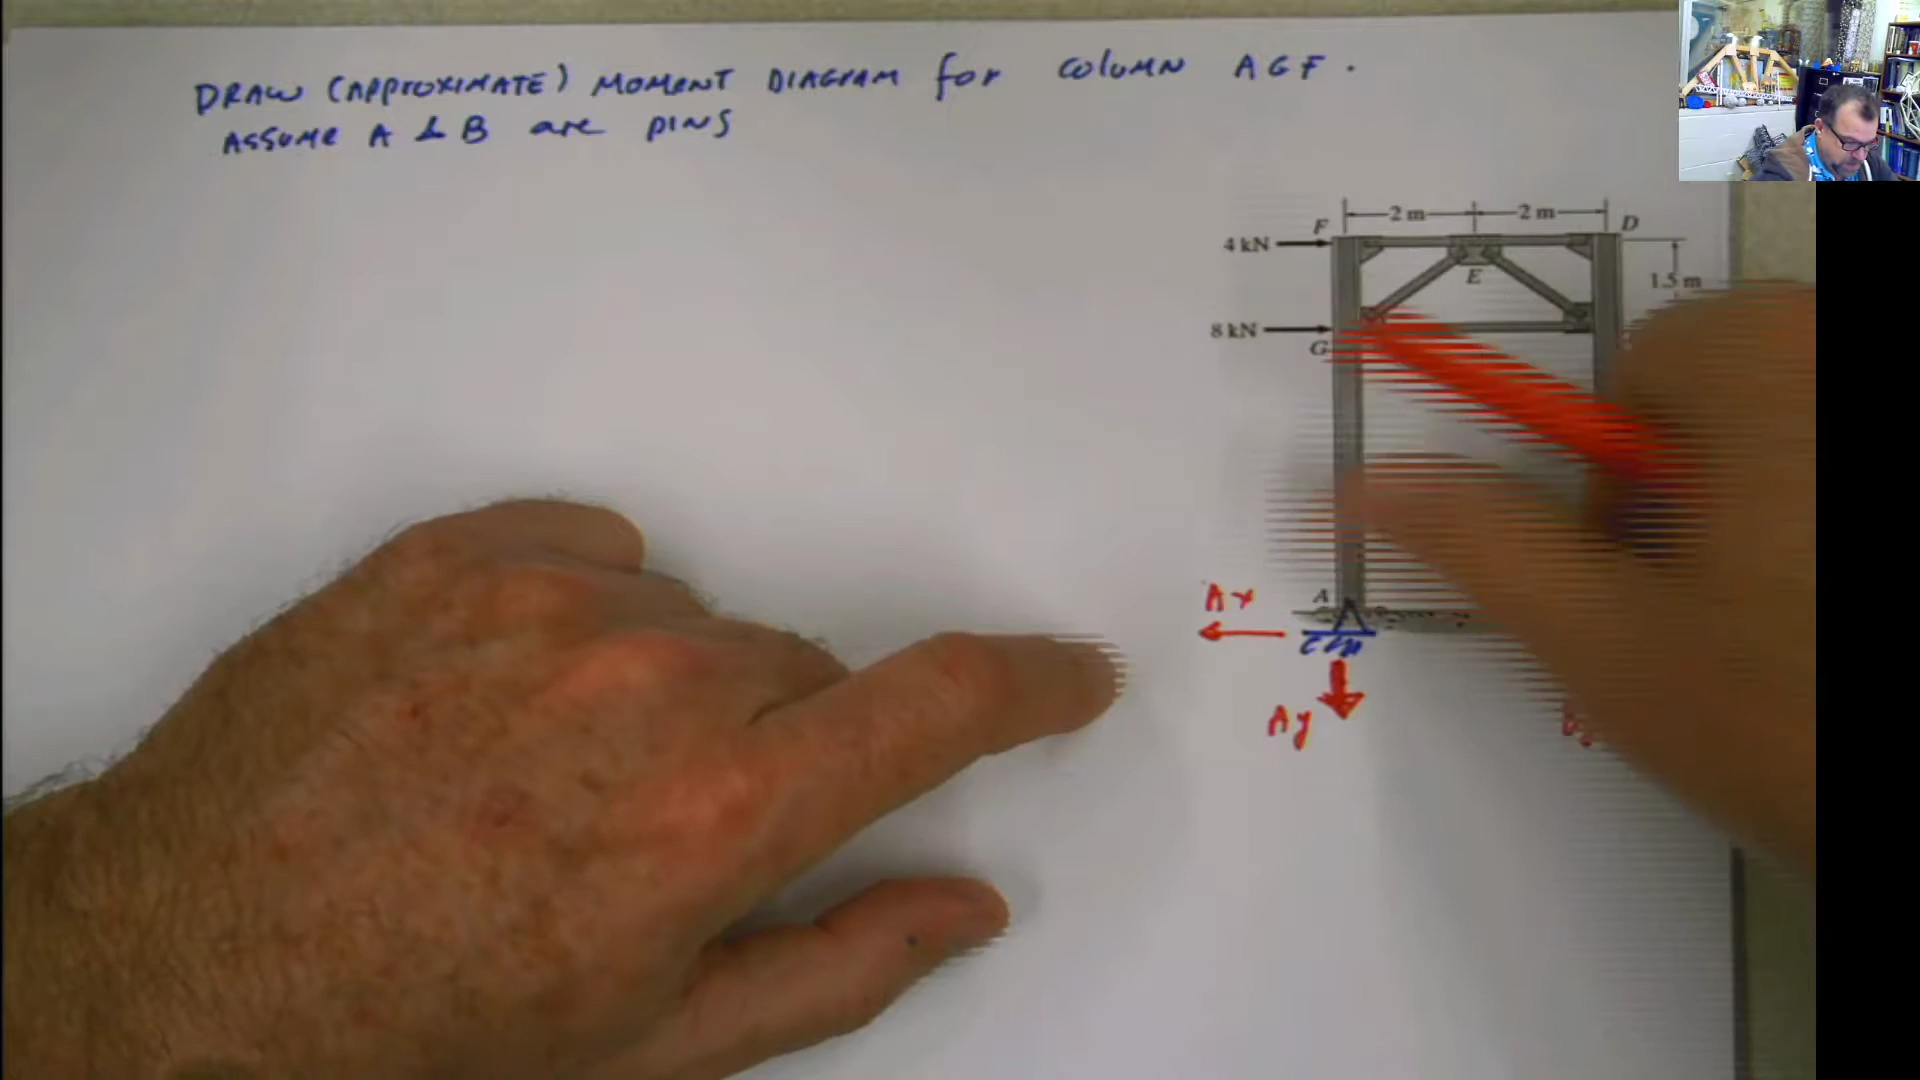 DRAW (APPROXIMATE) MOMENT DIAGRAM for COLUMN AGF.
ASSUME A & B are PINS
F
2 m
2 m
D
4 kN
E
1.5 m
8 kN
G
A
Ax
Ay